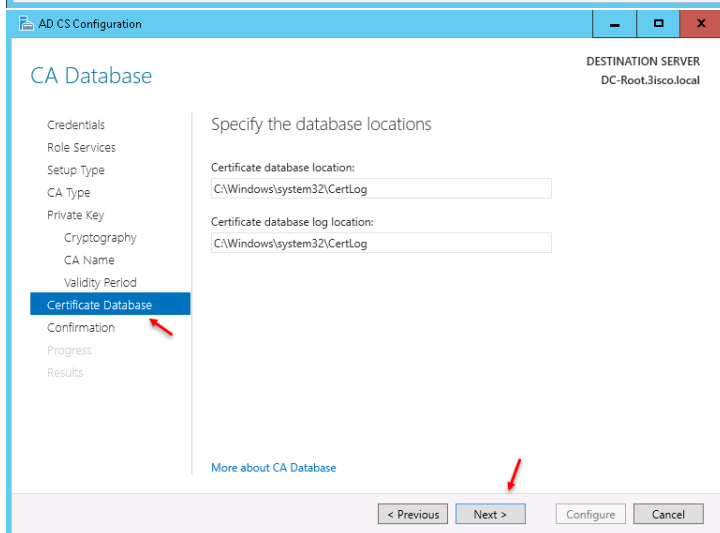 AD CS Configuration
CA Database
DESTINATION SERVER
DC-Root.3isco.local
Credentials
Role Services
Setup Type
CA Type
Private Key
Cryptography
CA Name
Validity Period
Certificate Database
Confirmation
Progress
Results
Specify the database locations
Certificate database location:
C:\Windows\system32\CertLog
Certificate database log location:
C:\Windows\system32\CertLog
More about CA Database
< Previous
Next >
Configure
Cancel